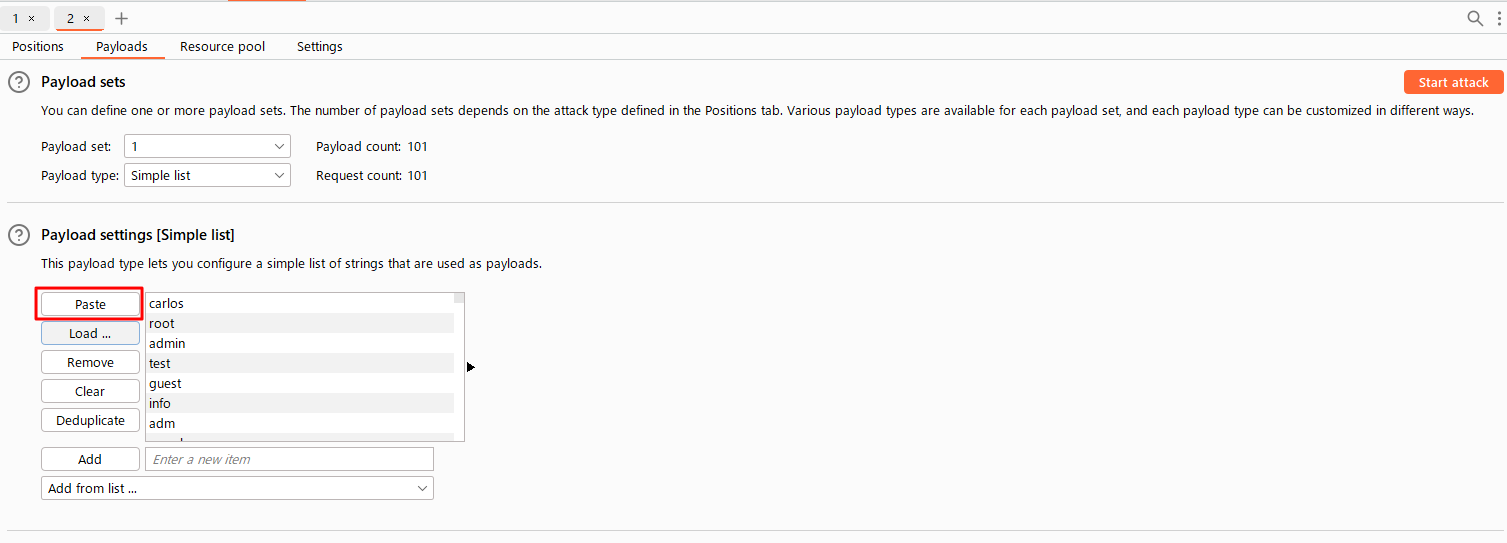 1 × 2 × +
Positions Payloads Resource pool Settings
? Payload sets Start attack
You can define one or more payload sets. The number of payload sets depends on the attack type defined in the Positions tab. Various payload types are available for each payload set, and each payload type can be customized in different ways.
Payload set: 1 Payload count: 101
Payload type: Simple list Request count: 101
? Payload settings [Simple list]
This payload type lets you configure a simple list of strings that are used as payloads.
Paste carlos
root
Load ... admin
Remove test
guest
Clear info
Deduplicate adm
Add Enter a new item
Add from list ...